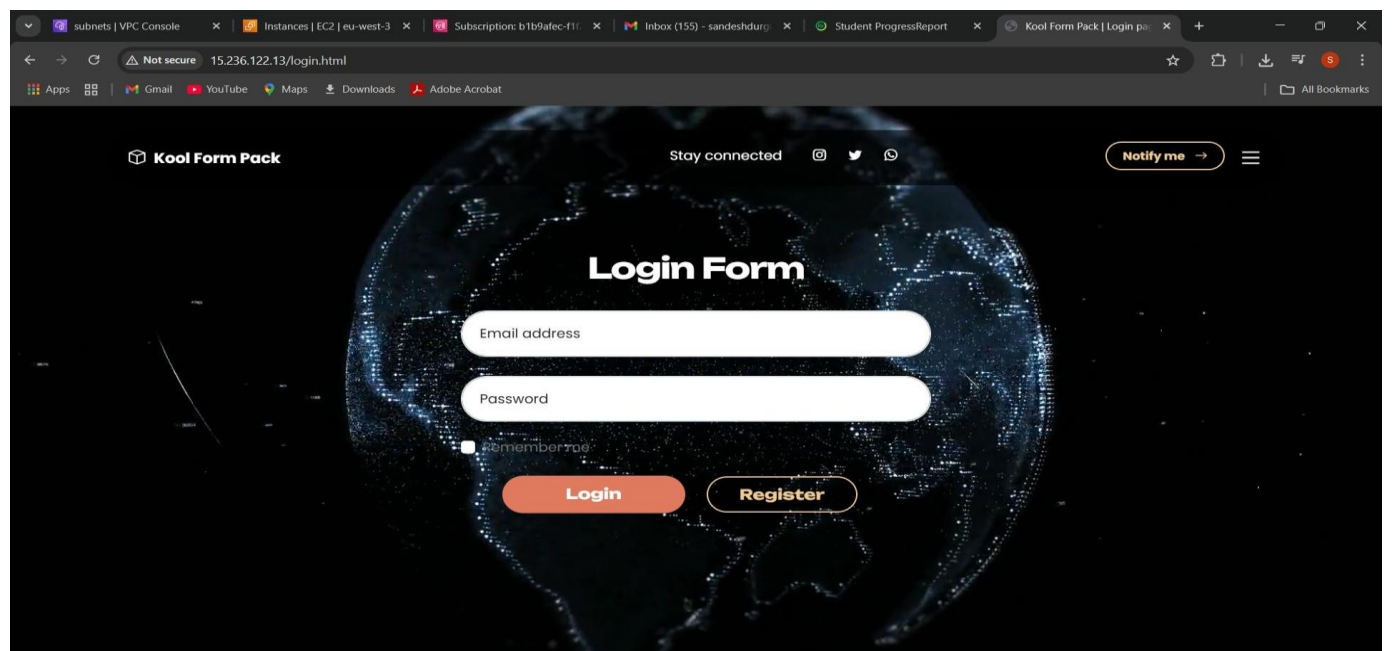 subnets | VPC Console
Instances | EC2 | eu-west-3
Subscription: b1b9afec-f1f
Inbox (155) - sandeshdurg
Student ProgressReport
Kool Form Pack | Login pag
Not secure 15.236.122.13/login.html
S
Apps Gmail YouTube Maps Downloads Adobe Acrobat All Bookmarks
Kool Form Pack Stay connected Notify me →
Login Form
Email address
Password
Remember me
Login Register